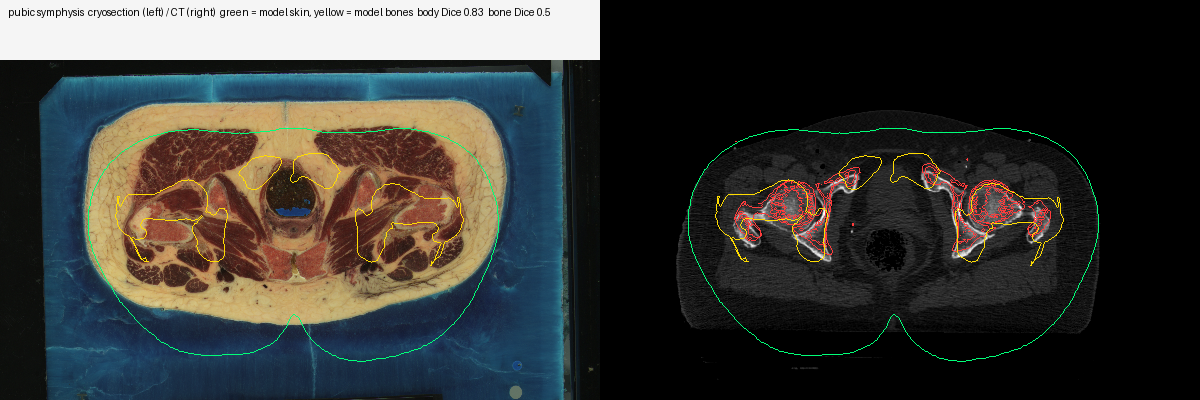 pubic symphysis cryosection (left) / CT (right) green = model skin, yellow = model bones body Dice 0.83 bone Dice 0.5